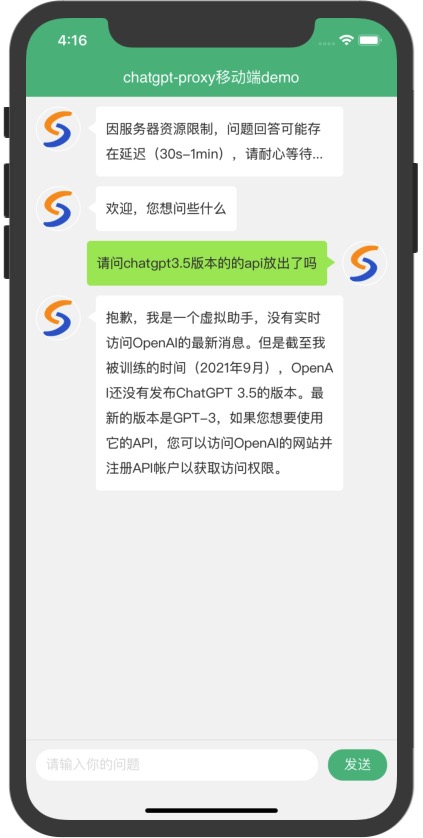 4:16
chatgpt-proxy移动端demo
因服务器资源限制，问题回答可能存
在延迟（30s-1min），请耐心等待...
欢迎，您想问些什么
请问chatgpt3.5版本的的api放出了吗
抱歉，我是一个虚拟助手，没有实时
访问OpenAI的最新消息。但是截至我
被训练的时间（2021年9月），OpenA
I还没有发布ChatGPT 3.5的版本。最
新的版本是GPT-3，如果您想要使用
它的API，您可以访问OpenAI的网站并
注册API帐户以获取访问权限。
请输入你的问题
发送